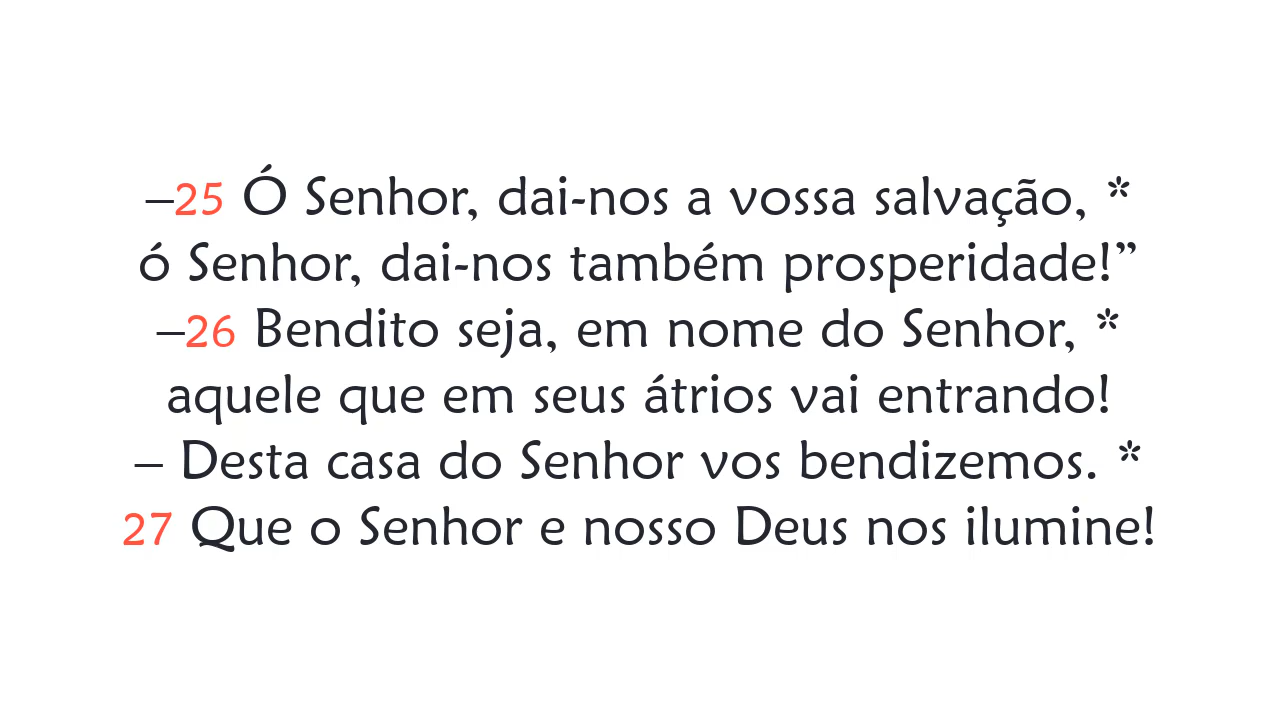 –25 Ó Senhor, dai-nos a vossa salvação, *
ó Senhor, dai-nos também prosperidade!”
–26 Bendito seja, em nome do Senhor, *
aquele que em seus átrios vai entrando!
– Desta casa do Senhor vos bendizemos. *
27 Que o Senhor e nosso Deus nos ilumine!